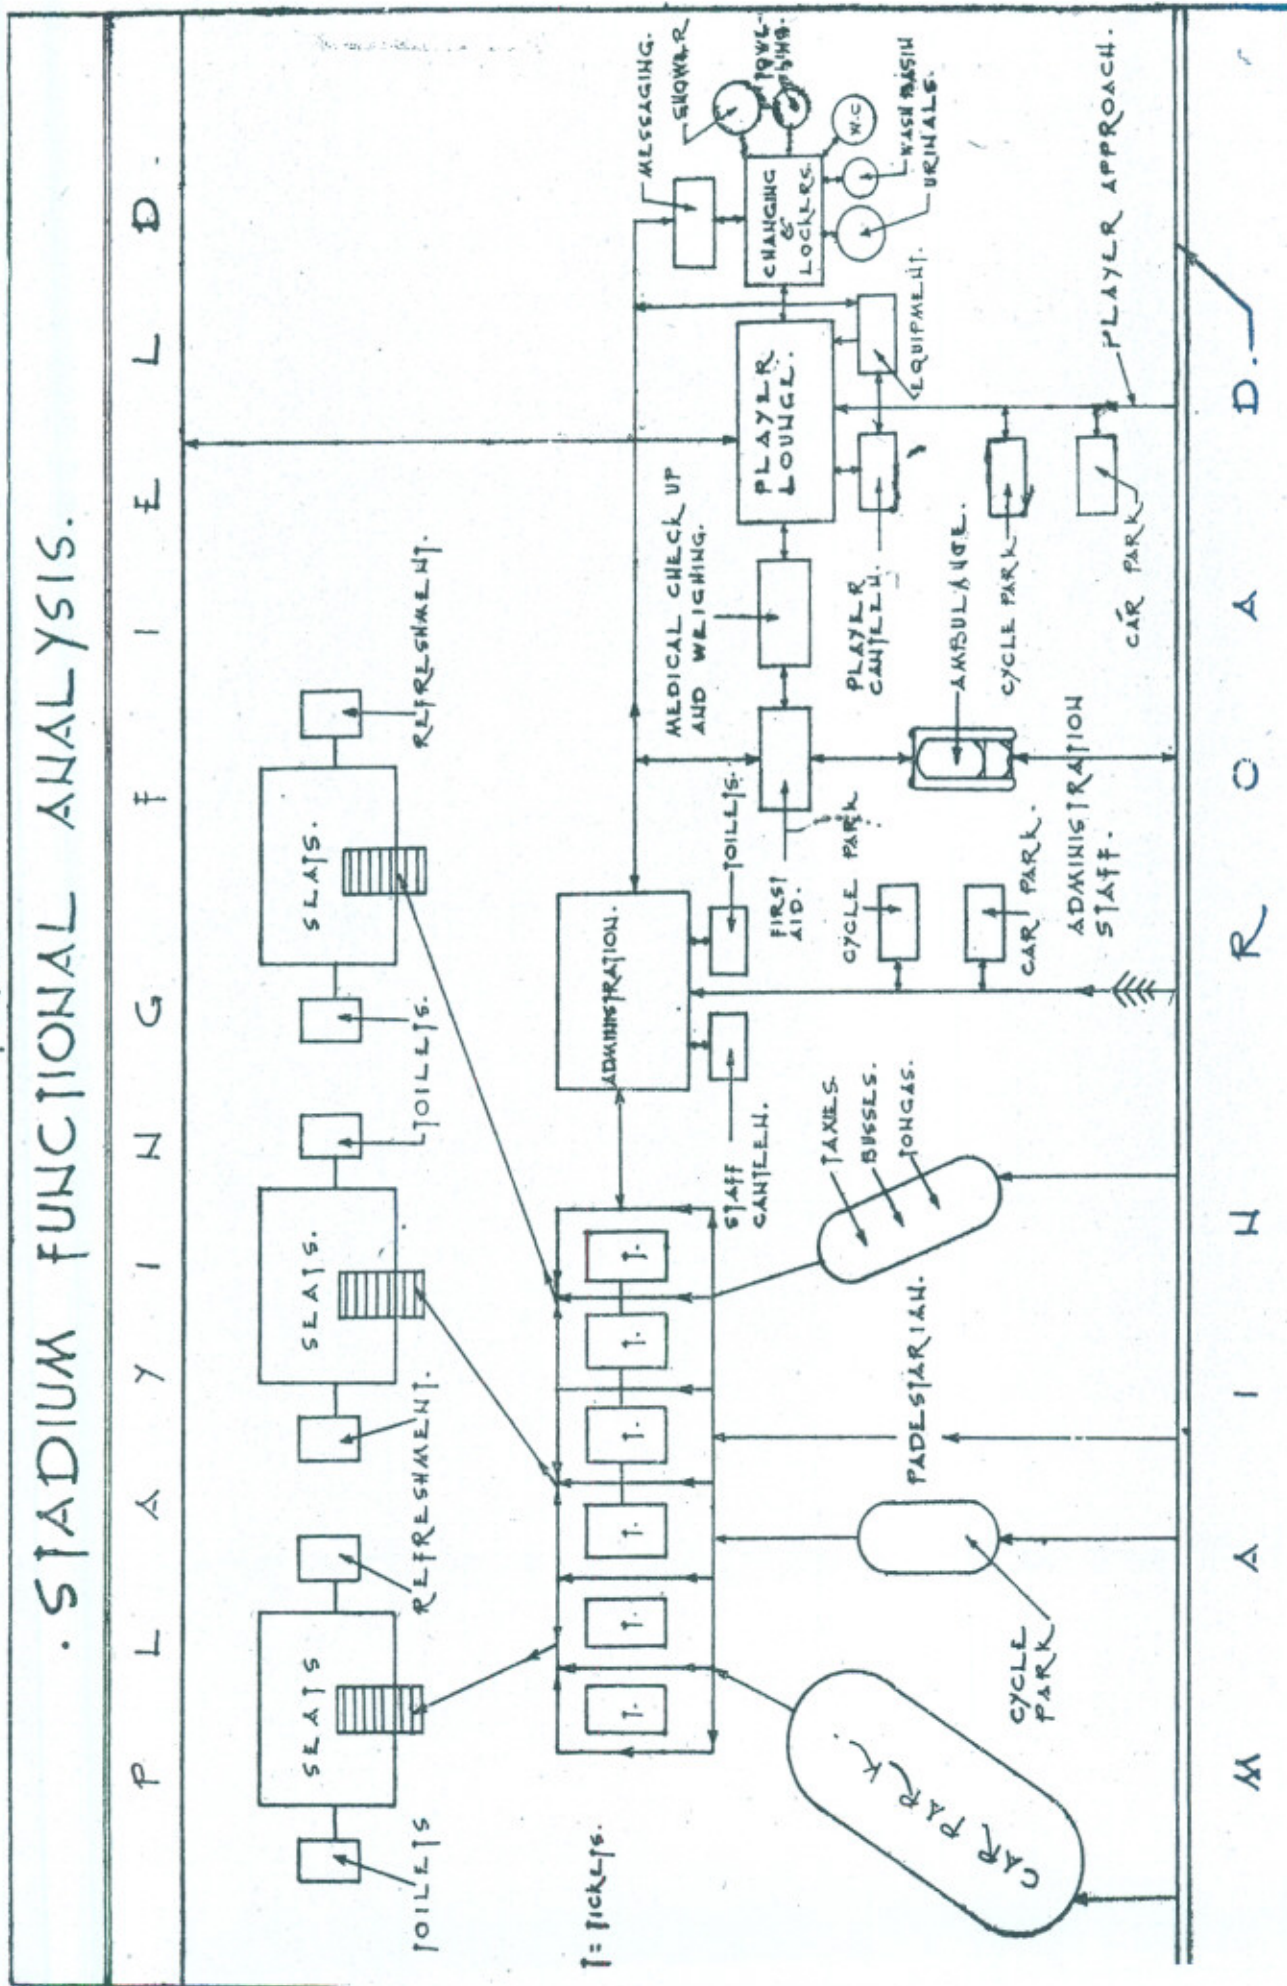 . STADIUM FUNCTIONAL ANALYSIS.
PLAYING FIELD.
TOILETS
SEATS
REFRESHMENT.
SEATS.
TOILETS.
SEATS.
REFRESHMENT.
T = TICKETS.
T.
T.
T.
T.
T.
T.
ADMINISTRATION.
STAFF
CANTEEN.
TOILETS.
MEDICAL CHECK UP
AND WEIGHING.
FIRST
AID.
PLAYER
LOUNGE.
PLAYER
CANTEEN.
EQUIPMENT.
MESSAGING.
SHOWER
CHANGING
&
LOCKERS.
W.C
WASH BASIN
URINALS.
CAR PARK.
CYCLE
PARK
PADESTARIAN.
TAXIES
BUSSES.
TONGAS.
CYCLE PARK
CAR PARK.
ADMINISTRATION
STAFF.
AMBULANCE.
CYCLE PARK
CAR PARK
PLAYER APPROACH.
MAIN ROAD.